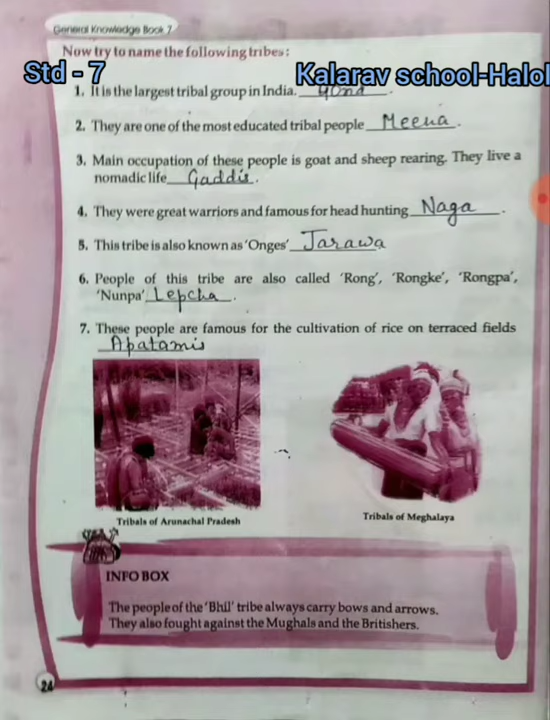 General Knowledge Book 7
Now try to name the following tribes:
Std - 7 Kalarav school-Halol
1. It is the largest tribal group in India. Gond.
2. They are one of the most educated tribal people Meena.
3. Main occupation of these people is goat and sheep rearing. They live a
nomadic life Gaddis.
4. They were great warriors and famous for head hunting Naga.
5. This tribe is also known as 'Onges' Jarawa
6. People of this tribe are also called 'Rong', 'Rongke', 'Rongpa',
'Nunpa' Lepcha.
7. These people are famous for the cultivation of rice on terraced fields
Apatamis
Tribals of Arunachal Pradesh
Tribals of Meghalaya
INFO BOX
The people of the 'Bhil' tribe always carry bows and arrows.
They also fought against the Mughals and the Britishers.
24